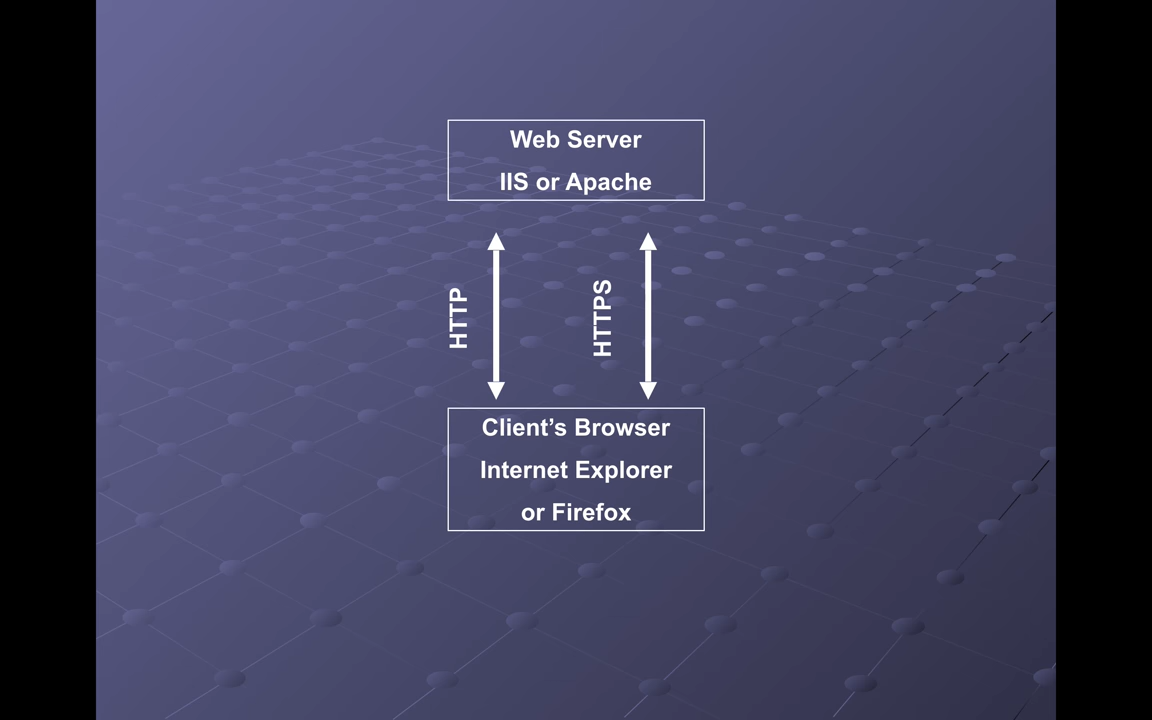 Web Server
IIS or Apache
HTTP
HTTPS
Client’s Browser
Internet Explorer
or Firefox